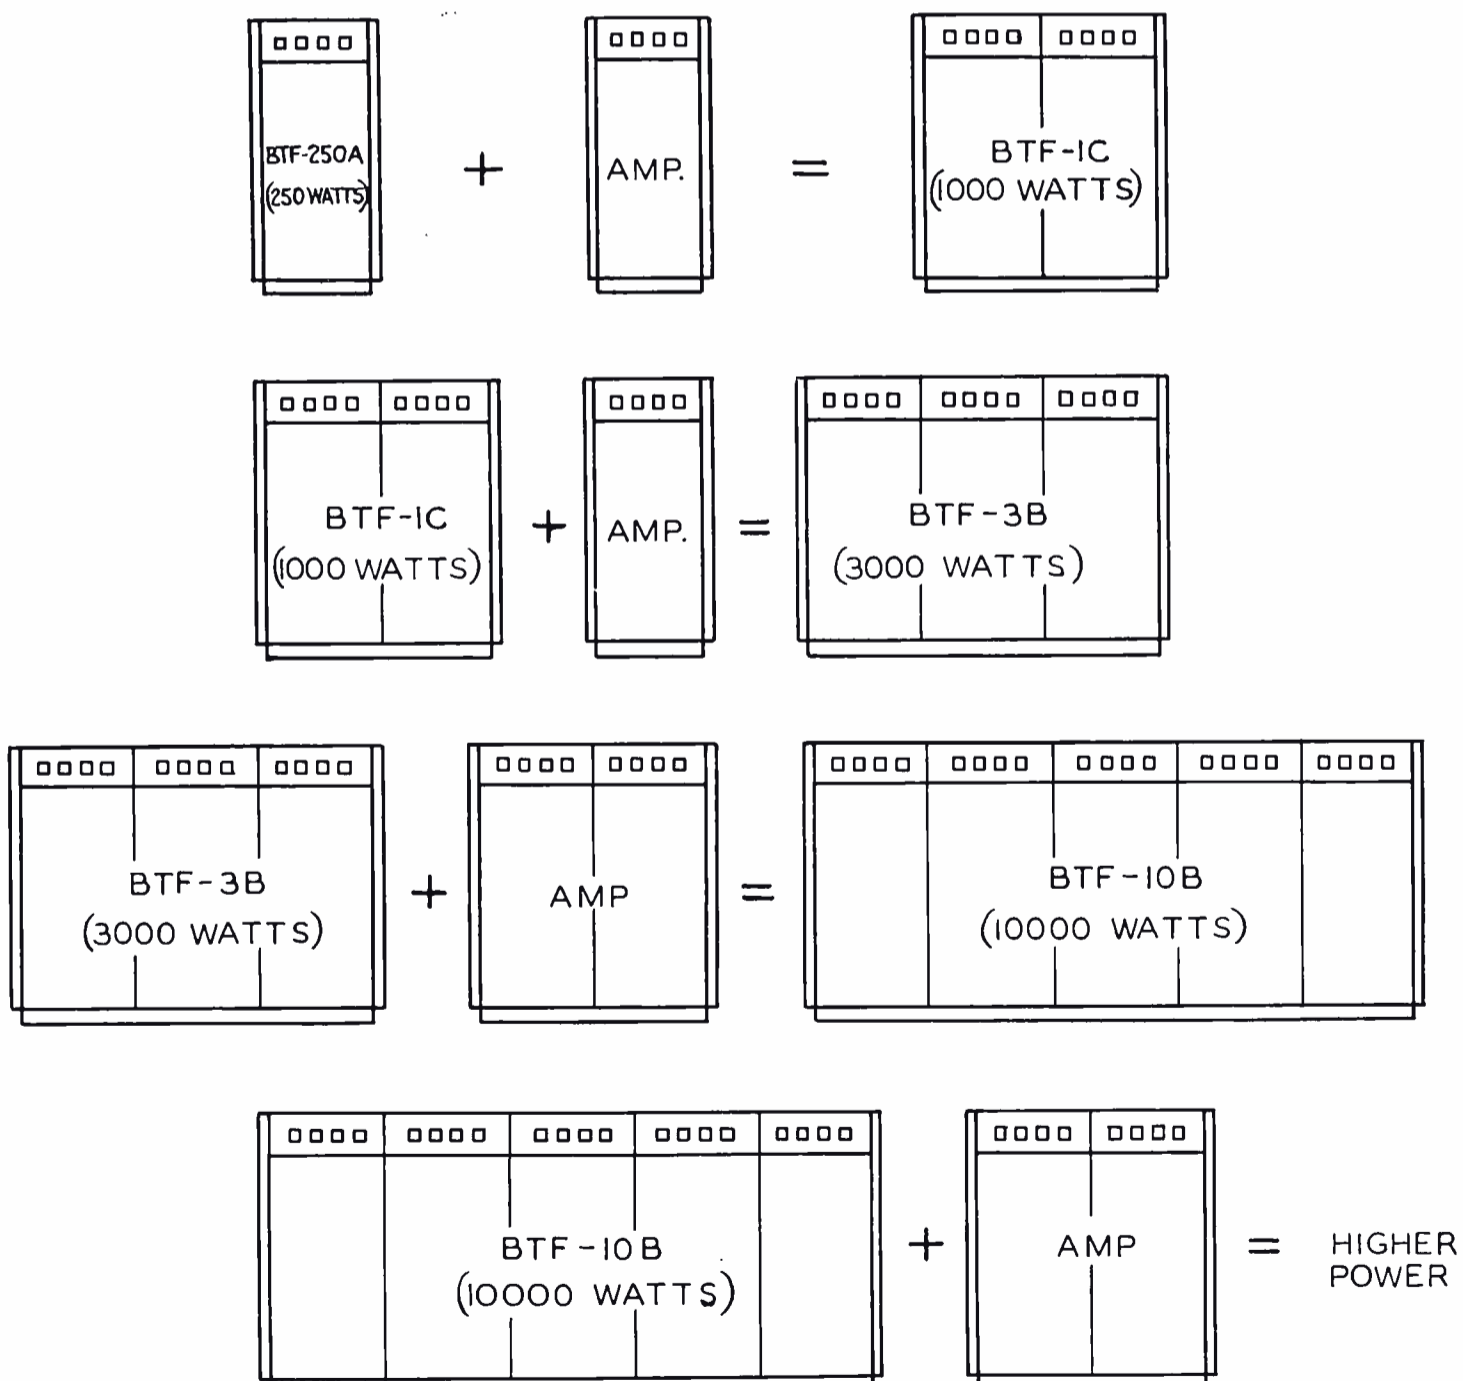 BTF-250A
(250 WATTS)
+
AMP.
=
BTF-1C
(1000 WATTS)
BTF-1C
(1000 WATTS)
+
AMP.
=
BTF-3B
(3000 WATTS)
BTF-3B
(3000 WATTS)
+
AMP
=
BTF-10B
(10000 WATTS)
BTF-10B
(10000 WATTS)
+
AMP
=
HIGHER
POWER